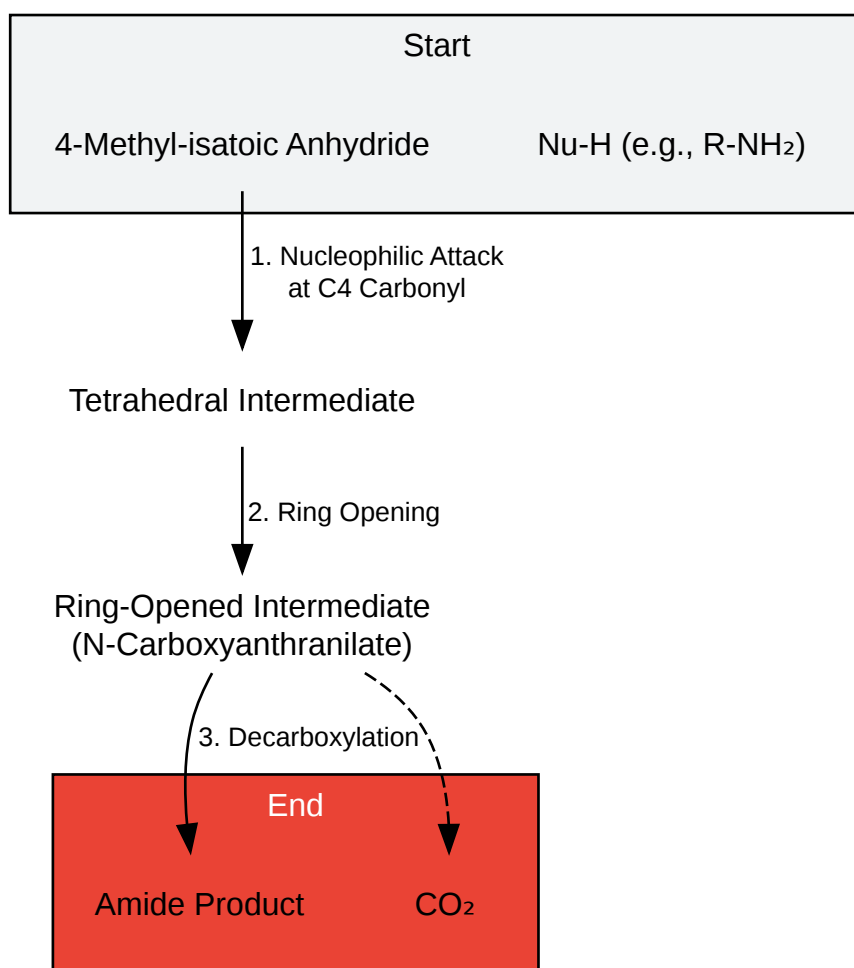 Start
4-Methyl-isatoic Anhydride
Nu-H (e.g., R-NH₂)
1. Nucleophilic Attack
at C4 Carbonyl
Tetrahedral Intermediate
2. Ring Opening
Ring-Opened Intermediate
(N-Carboxyanthranilate)
3. Decarboxylation
End
Amide Product
CO₂